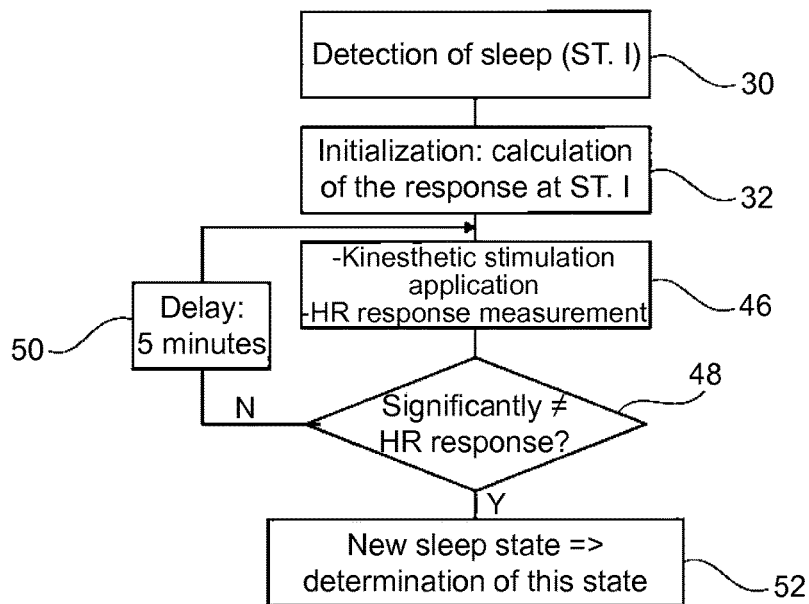 Detection of sleep (ST. I)
30
Initialization: calculation
of the response at ST. I
32
-Kinesthetic stimulation
application
-HR response measurement
46
Delay:
5 minutes
50
N
Significantly ≠
HR response?
48
Y
New sleep state =>
determination of this state
52